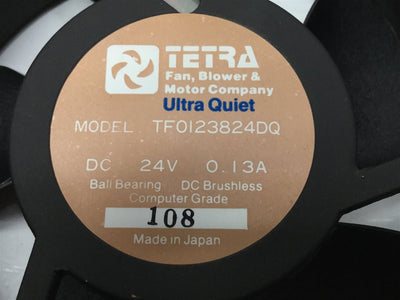 TETRA
Fan, Blower &
Motor Company
Ultra Quiet
MODEL TF0123824DQ
DC 24V 0.13A
Ball Bearing DC Brushless
Computer Grade
108
Made in Japan